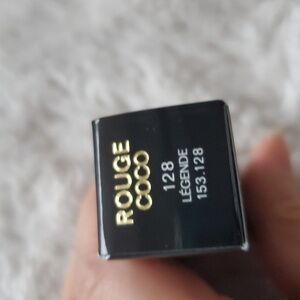 ROUGE
COCO
128
LÉGENDE
153.128